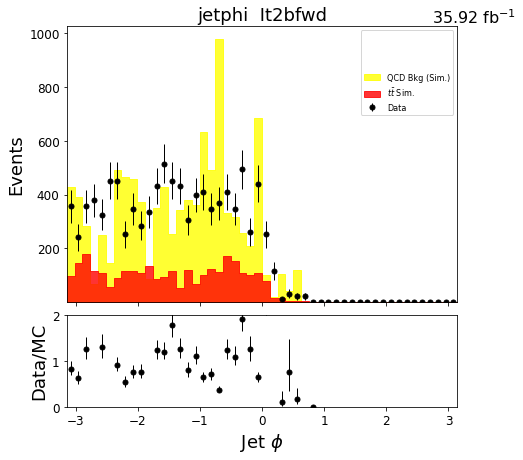 jetphi  lt2bfwd
35.92 fb⁻¹
Events
1000
800
600
400
200
QCD Bkg (Sim.)
tt̄ Sim.
Data
Data/MC
2
1
0
−3
−2
−1
0
1
2
3
Jet ϕ